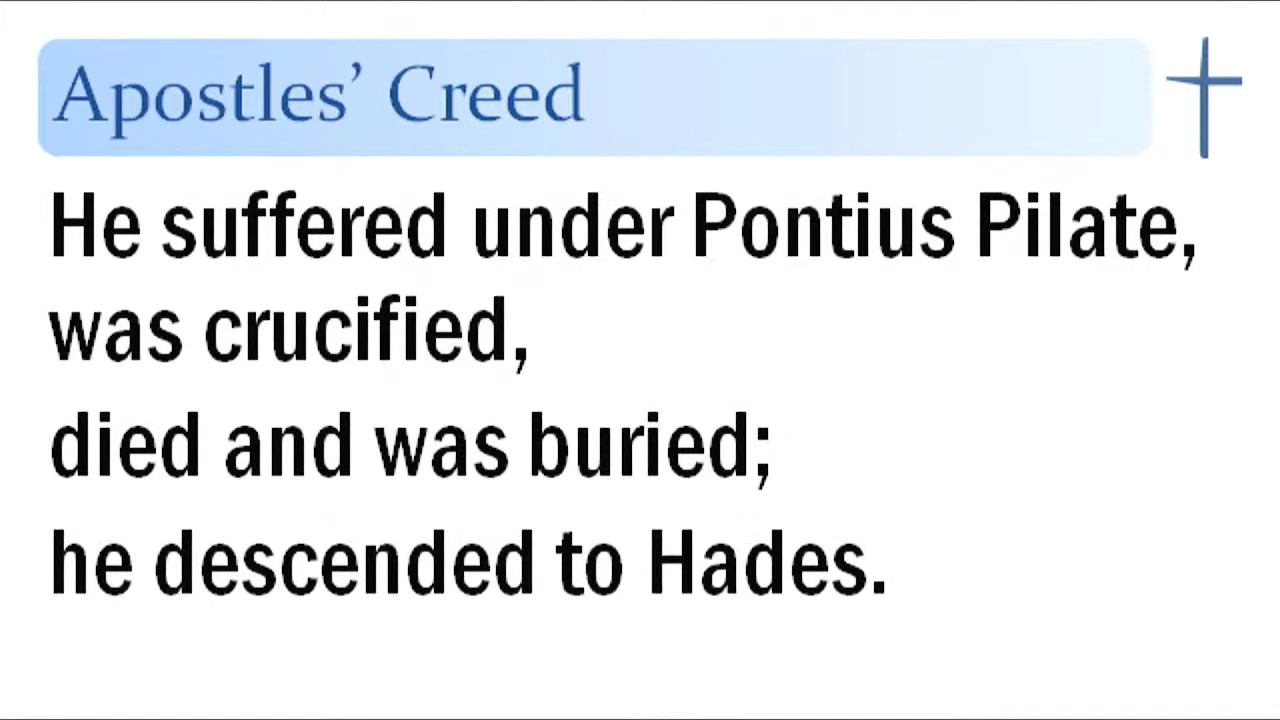 Apostles’ Creed
He suffered under Pontius Pilate,
was crucified,
died and was buried;
he descended to Hades.